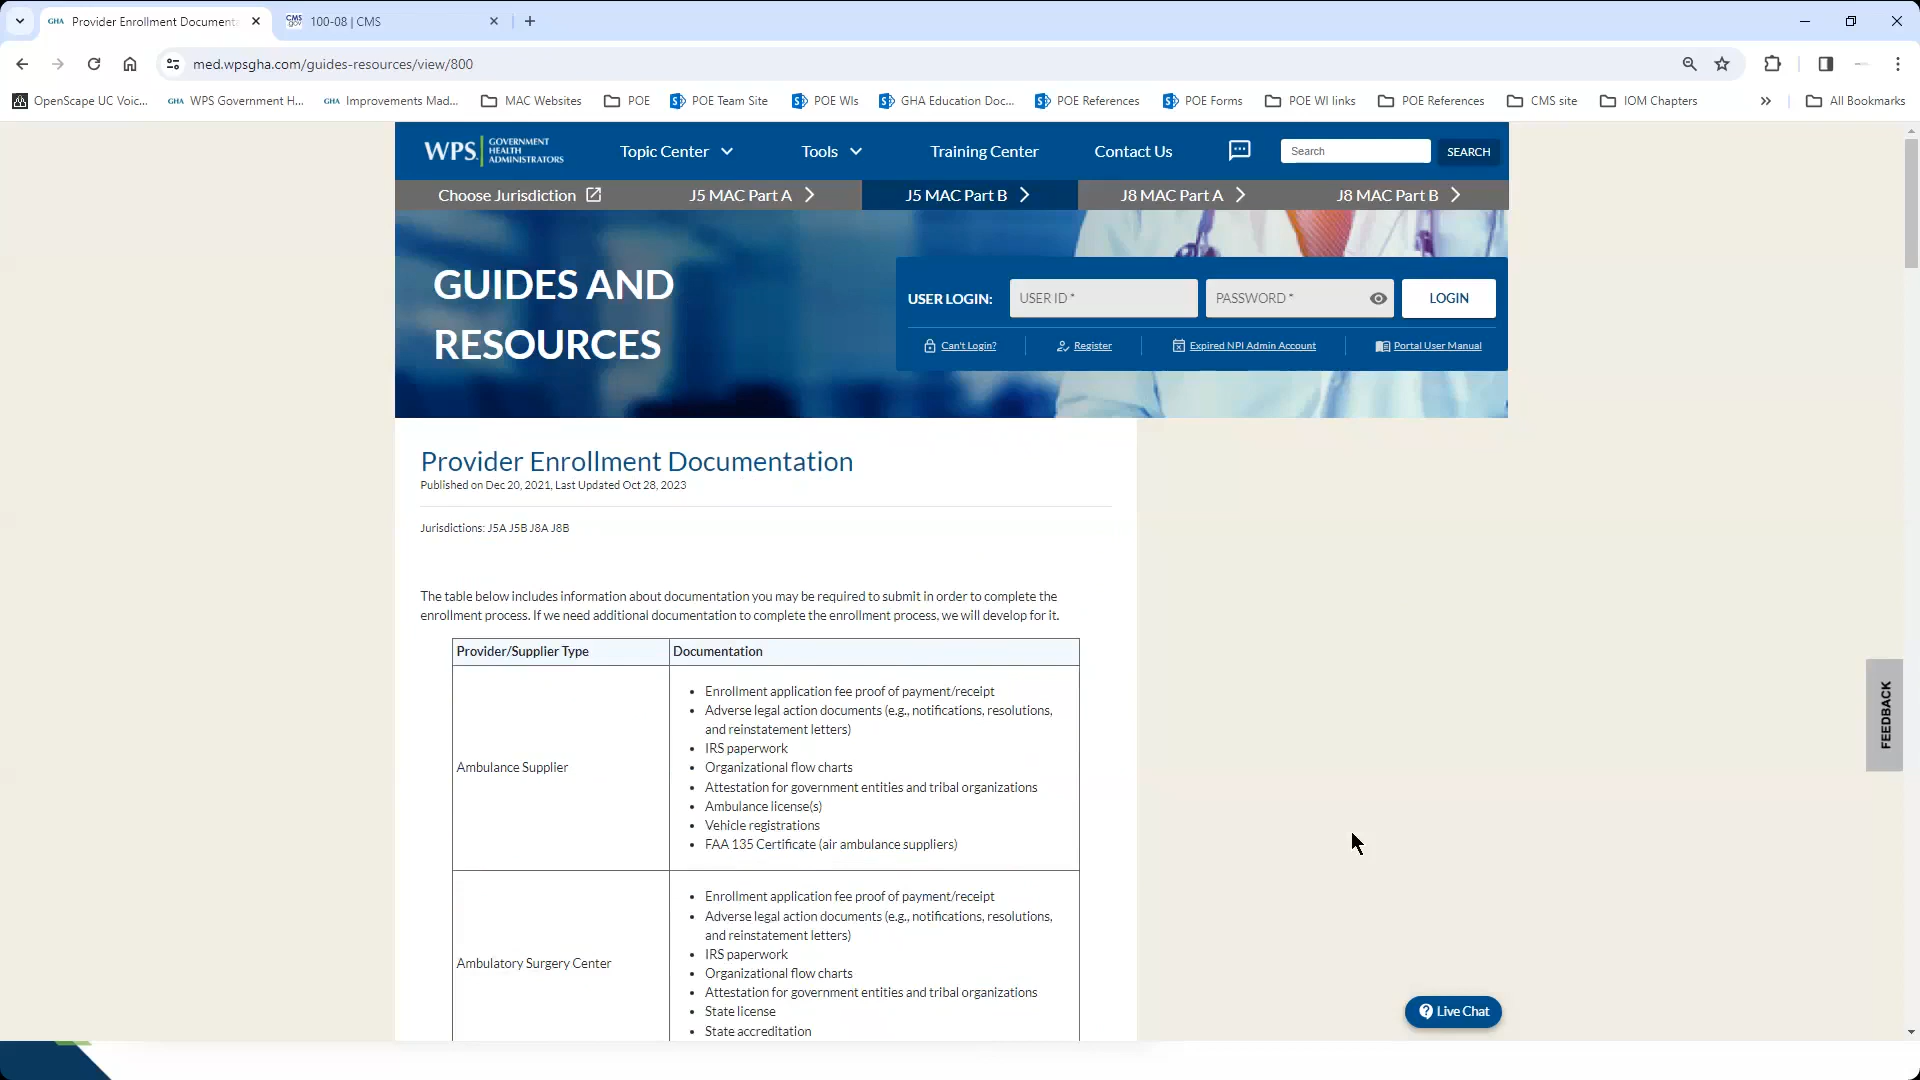 GHA Provider Enrollment Document
CMS.gov 100-08 | CMS
med.wpsgha.com/guides-resources/view/800
OpenScape UC Voic...
GHA WPS Government H...
GHA Improvements Mad...
MAC Websites
POE
POE Team Site
POE WIs
GHA Education Doc...
POE References
POE Forms
POE WI links
POE References
CMS site
IOM Chapters
All Bookmarks
WPS GOVERNMENT
HEALTH
ADMINISTRATORS
Topic Center
Tools
Training Center
Contact Us
Search
SEARCH
Choose Jurisdiction
J5 MAC Part A
J5 MAC Part B
J8 MAC Part A
J8 MAC Part B
GUIDES AND
RESOURCES
USER LOGIN:
USER ID *
PASSWORD *
LOGIN
Can't Login?
Register
Expired NPI Admin Account
Portal User Manual
Provider Enrollment Documentation
Published on Dec 20, 2021, Last Updated Oct 28, 2023
Jurisdictions: J5A J5B J8A J8B
The table below includes information about documentation you may be required to submit in order to complete the
enrollment process. If we need additional documentation to complete the enrollment process, we will develop for it.
Provider/Supplier Type
Documentation
Ambulance Supplier
• Enrollment application fee proof of payment/receipt
• Adverse legal action documents (e.g., notifications, resolutions,
and reinstatement letters)
• IRS paperwork
• Organizational flow charts
• Attestation for government entities and tribal organizations
• Ambulance license(s)
• Vehicle registrations
• FAA 135 Certificate (air ambulance suppliers)
Ambulatory Surgery Center
• Enrollment application fee proof of payment/receipt
• Adverse legal action documents (e.g., notifications, resolutions,
and reinstatement letters)
• IRS paperwork
• Organizational flow charts
• Attestation for government entities and tribal organizations
• State license
• State accreditation
FEEDBACK
Live Chat